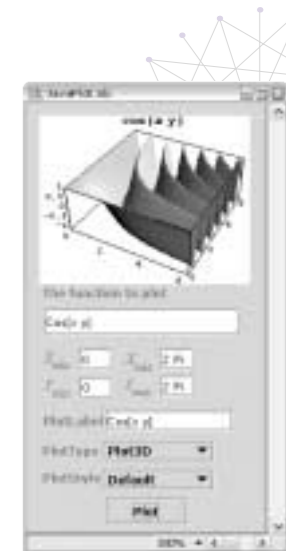 cos(x y)
The function to plot
Cos[x y]
X min 0 X max 2 Pi
Y min 0 Y max 2 Pi
PlotLabel Cos[x y]
PlotType Plot3D
PlotStyle Default
Plot